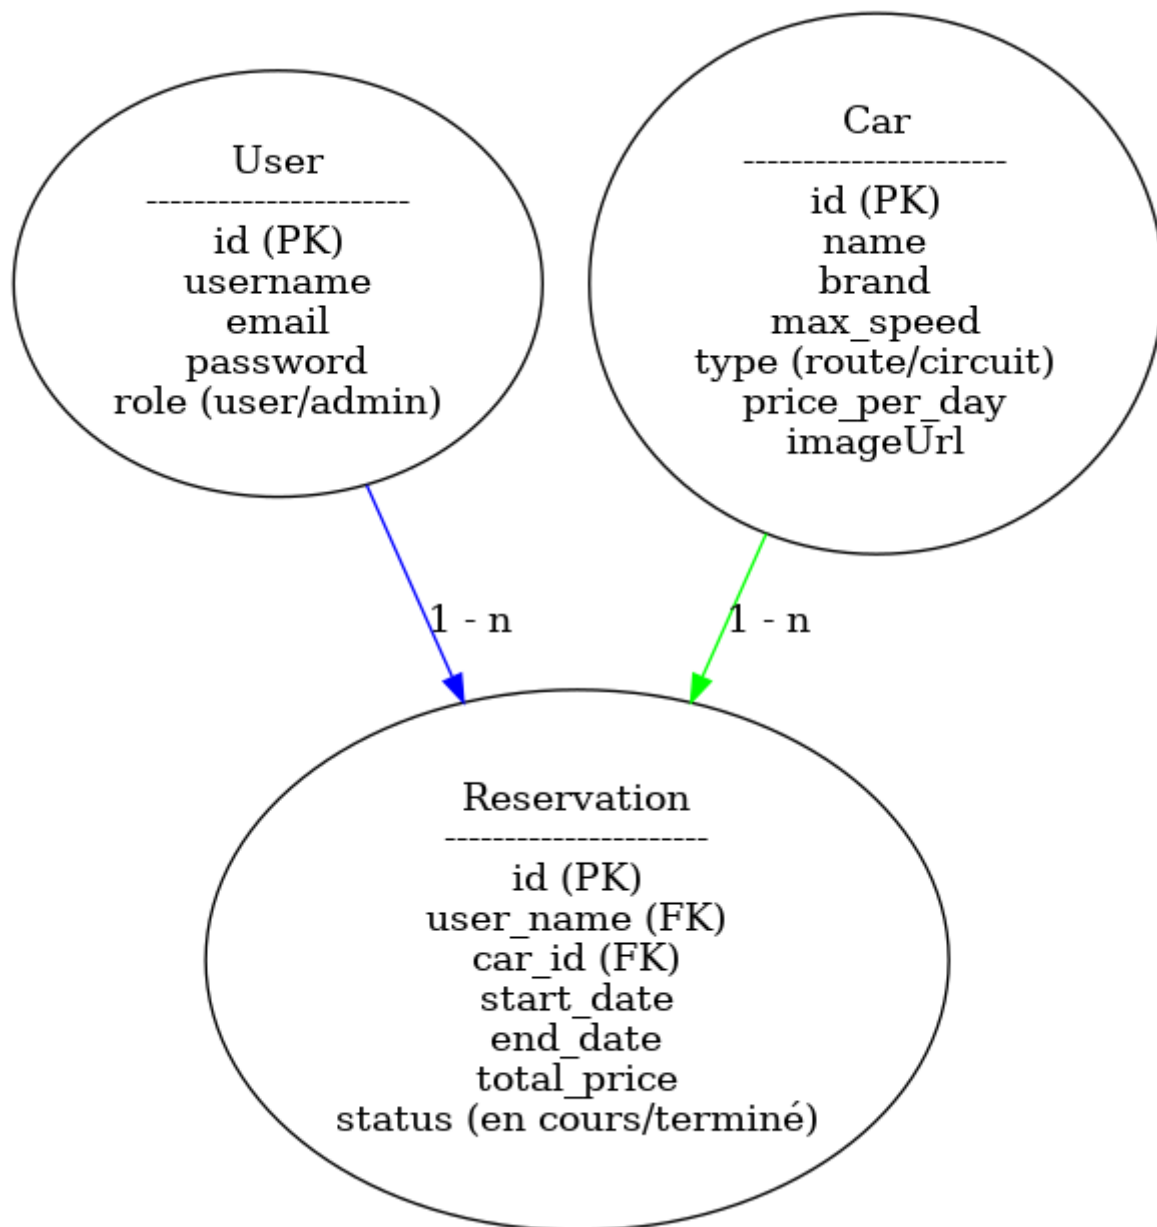 User
----------------------
id (PK)
username
email
password
role (user/admin)
Car
----------------------
id (PK)
name
brand
max_speed
type (route/circuit)
price_per_day
imageUrl
1 - n
1 - n
Reservation
----------------------
id (PK)
user_name (FK)
car_id (FK)
start_date
end_date
total_price
status (en cours/terminé)